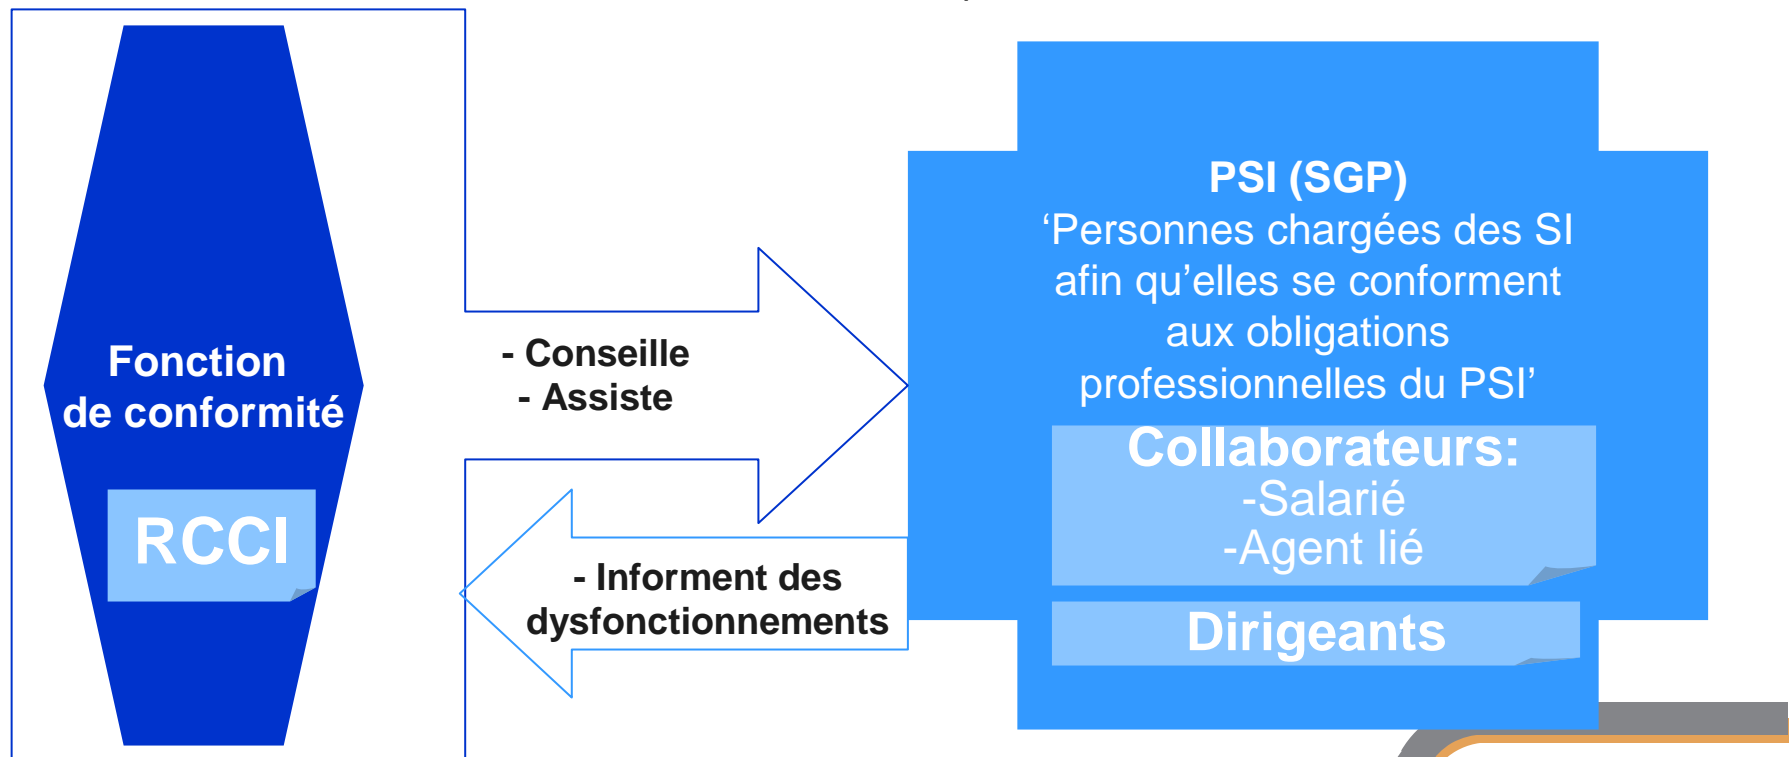 Fonction
de conformité
RCCI
- Conseille
- Assiste
- Informent des
dysfonctionnements
PSI (SGP)
‘Personnes chargées des SI
afin qu’elles se conforment
aux obligations
professionnelles du PSI’
Collaborateurs:
-Salarié
-Agent lié
Dirigeants